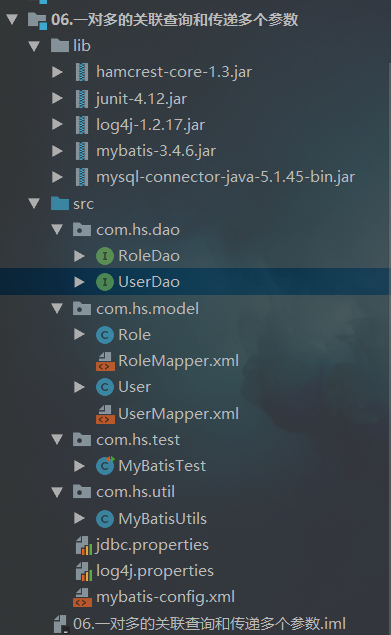 06.一对多的关联查询和传递多个参数
lib
hamcrest-core-1.3.jar
junit-4.12.jar
log4j-1.2.17.jar
mybatis-3.4.6.jar
mysql-connector-java-5.1.45-bin.jar
src
com.hs.dao
RoleDao
UserDao
com.hs.model
Role
RoleMapper.xml
User
UserMapper.xml
com.hs.test
MyBatisTest
com.hs.util
MyBatisUtils
jdbc.properties
log4j.properties
mybatis-config.xml
06.一对多的关联查询和传递多个参数.iml